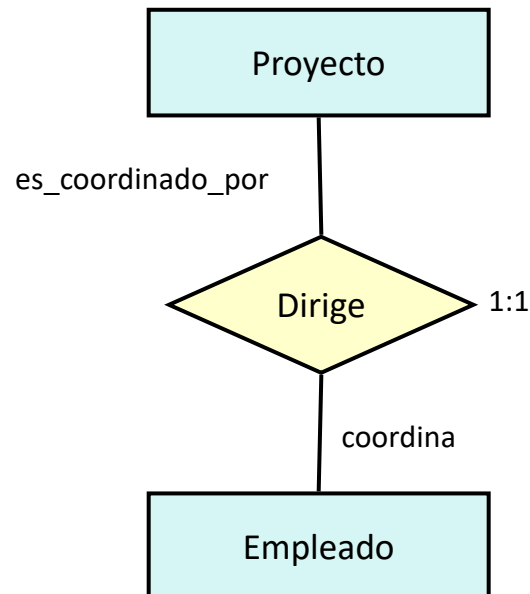 Proyecto
es_coordinado_por
Dirige
1:1
coordina
Empleado